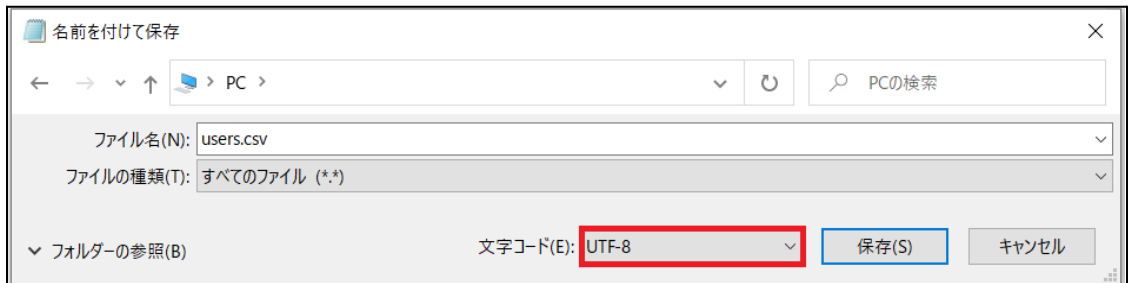 名前を付けて保存
PC
PCの検索
ファイル名(N): users.csv
ファイルの種類(T): すべてのファイル (*.*)
フォルダーの参照(B) 文字コード(E): UTF-8 保存(S) キャンセル